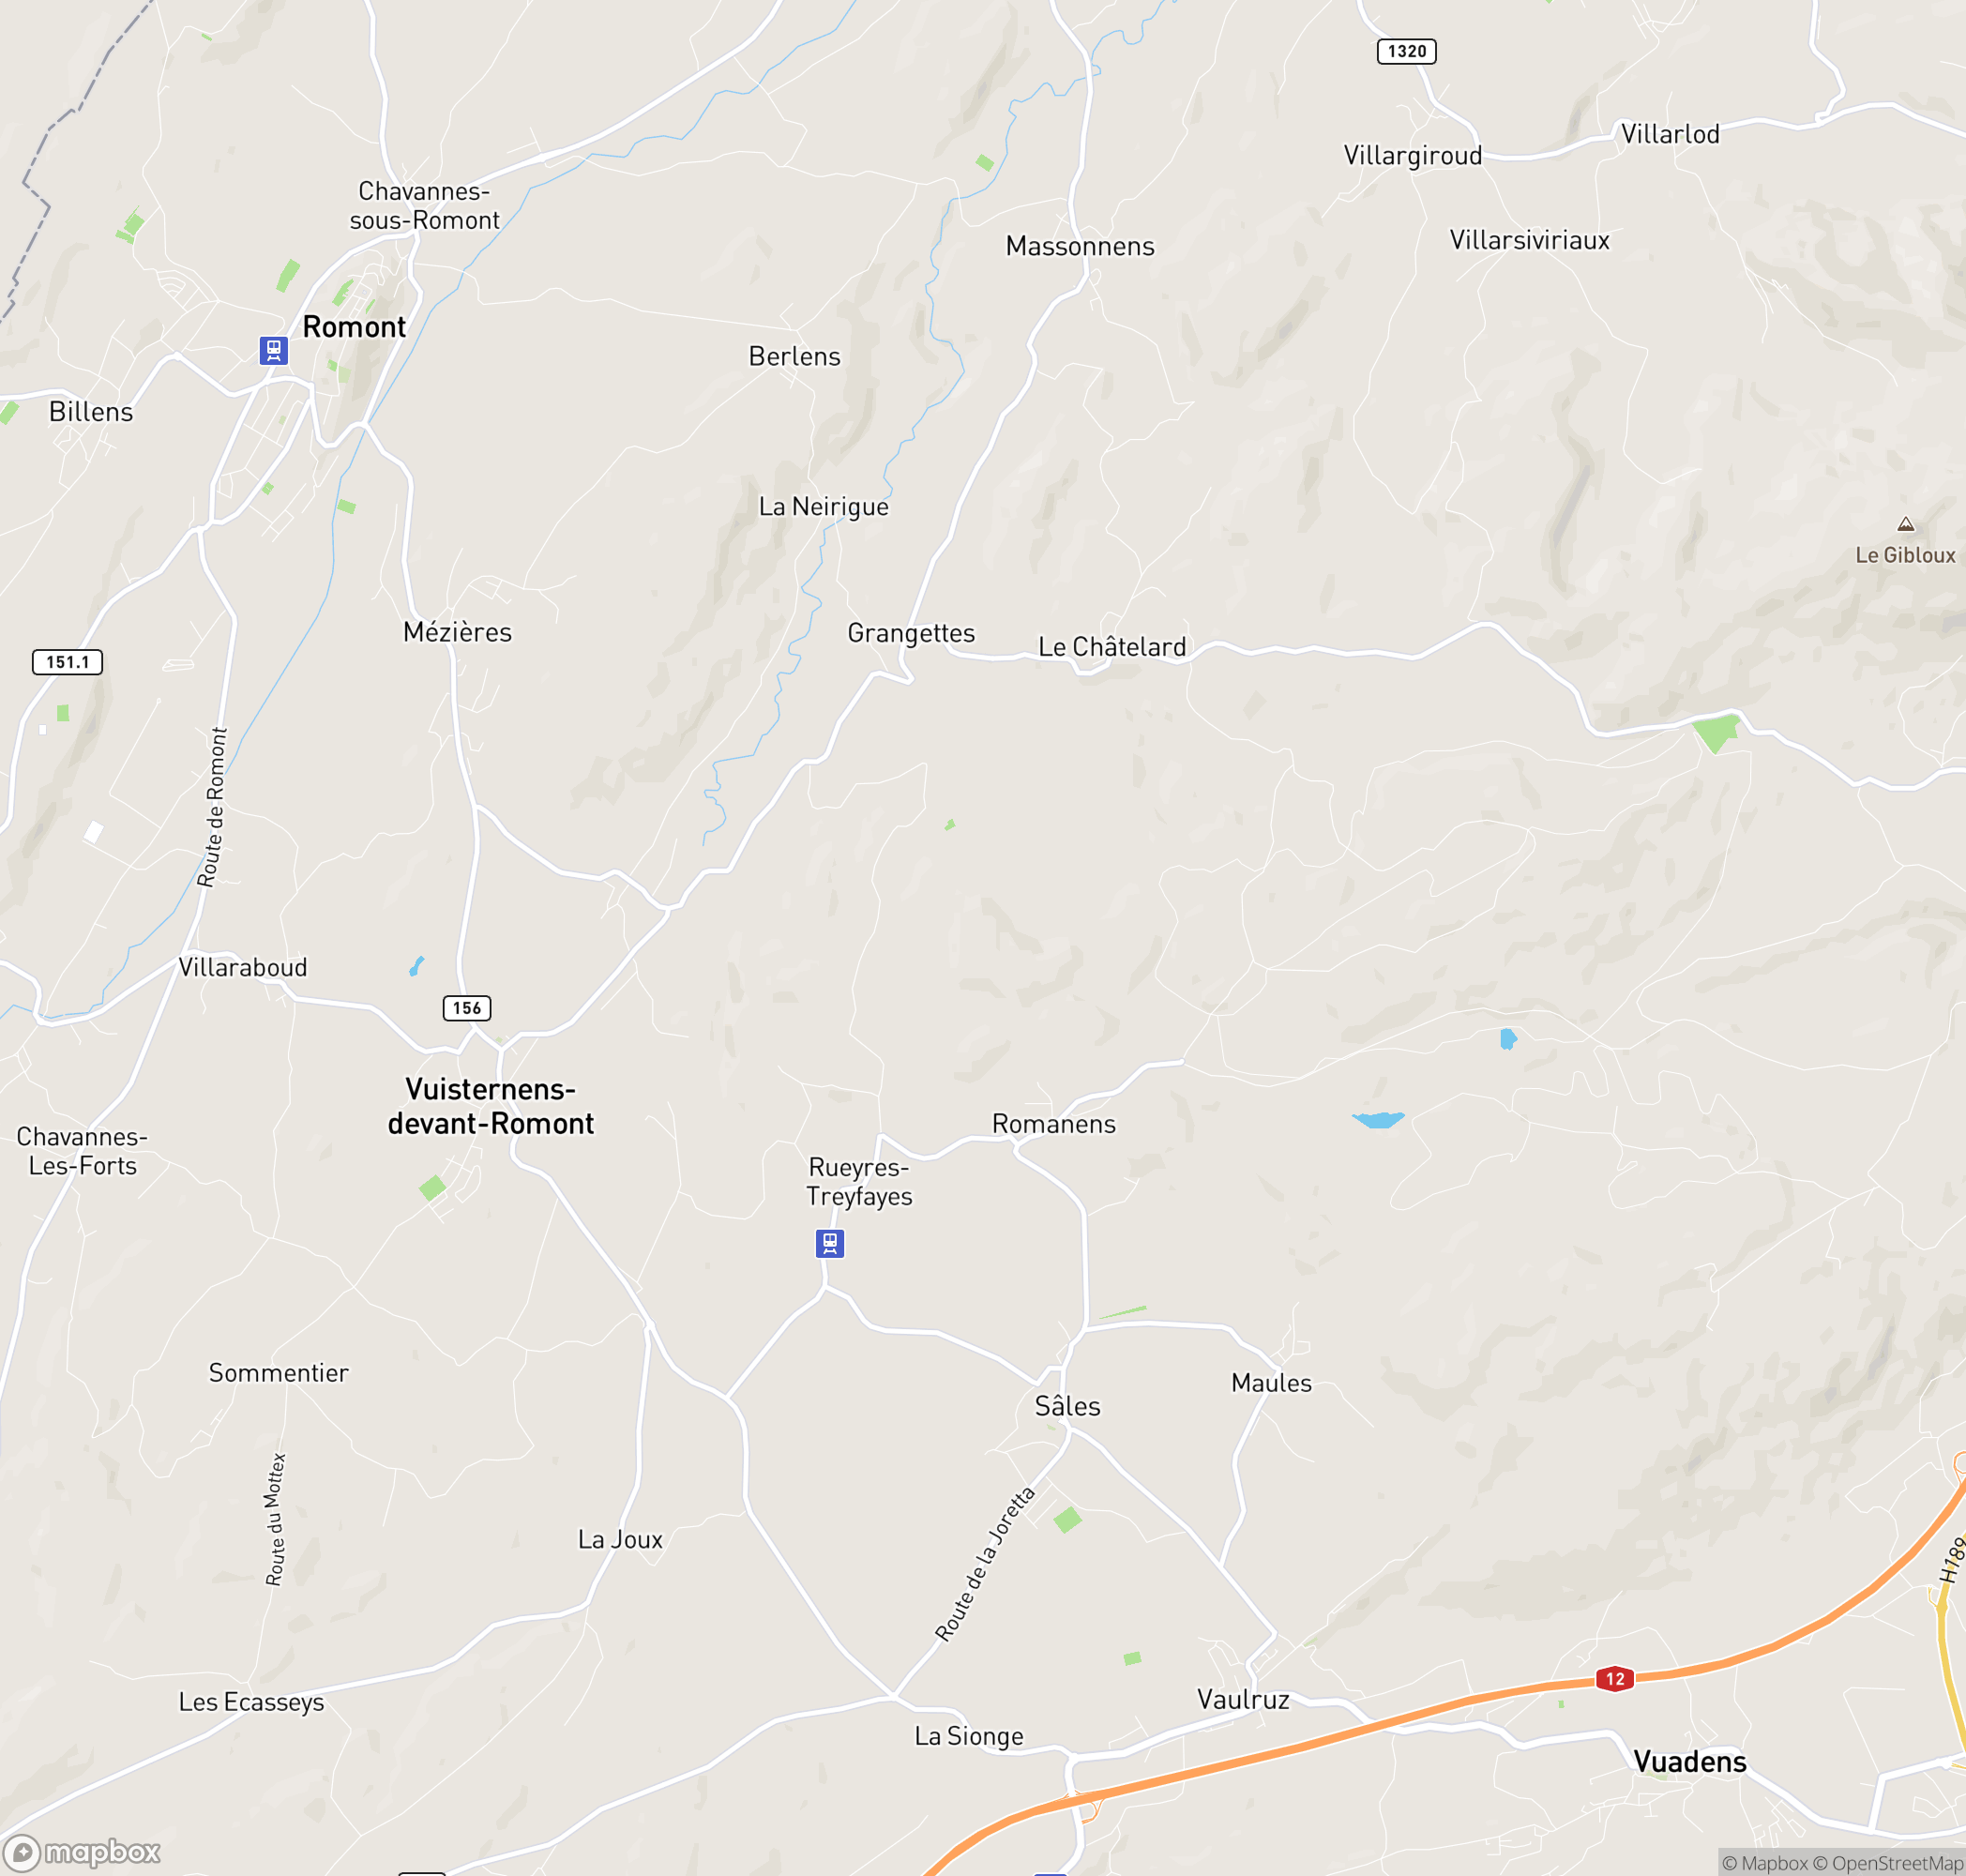 1320
Villarlod
Villargiroud
Chavannes-
sous-Romont
Villarsiviriaux
Massonnens
Romont
Berlens
Billens
La Neirigue
Le Gibloux
Mézières
Grangettes
Le Châtelard
151.1
Route de Romont
Villaraboud
156
Vuisternens-
devant-Romont
Romanens
Chavannes-
Les-Forts
Rueyres-
Treyfayes
Sommentier
Maules
Sâles
Route du Mottex
Route de la Joretta
La Joux
H189
12
Les Ecasseys
Vaulruz
La Sionge
Vuadens
mapbox
© Mapbox © OpenStreetMap